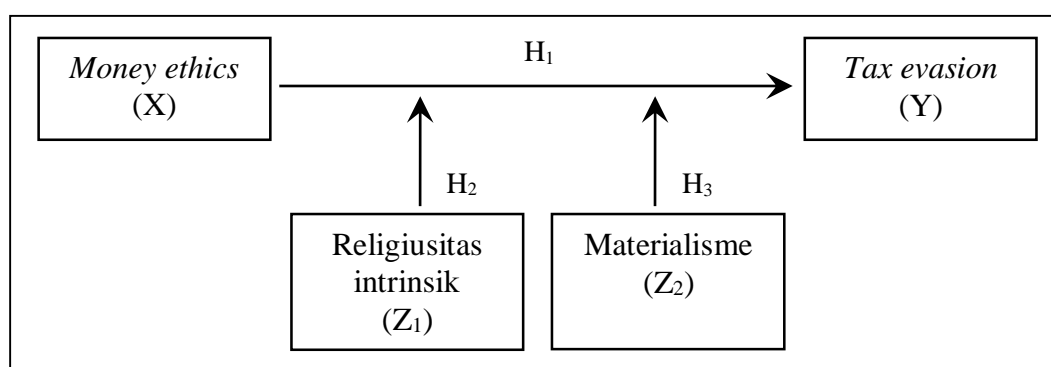 H₁
Money ethics
(X)
Tax evasion
(Y)
H₂
H₃
Religiusitas
intrinsik
(Z₁)
Materialisme
(Z₂)